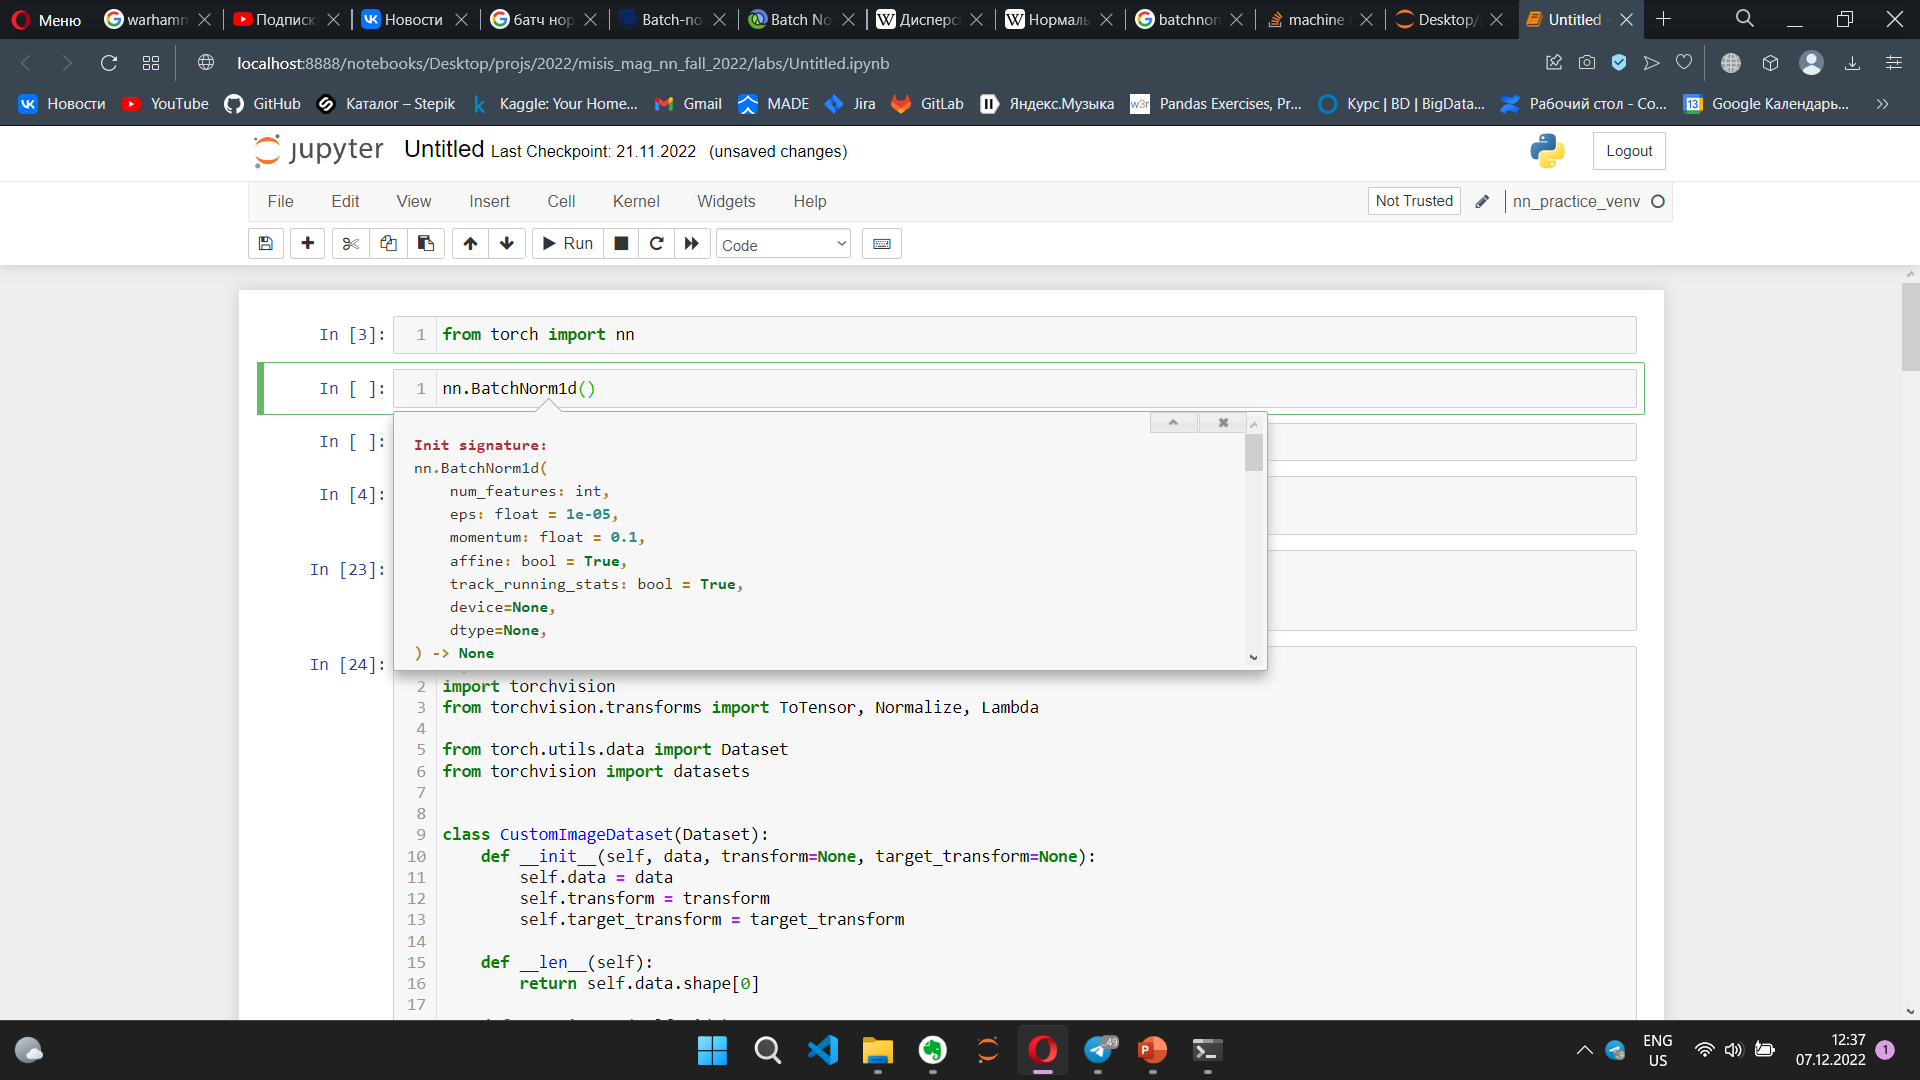 Меню
warhamm
Подписк
Новости
батч нор
Batch-no
Batch No
Дисперс
Нормаль
batchnor
machine
Desktop/
Untitled -
localhost:8888/notebooks/Desktop/projs/2022/misis_mag_nn_fall_2022/labs/Untitled.ipynb
Новости
YouTube
GitHub
Каталог – Stepik
Kaggle: Your Home...
Gmail
MADE
Jira
GitLab
Яндекс.Музыка
Pandas Exercises, Pr...
Курс | BD | BigData...
Рабочий стол - Co...
Google Календарь...
jupyter Untitled Last Checkpoint: 21.11.2022 (unsaved changes)
Logout
File Edit View Insert Cell Kernel Widgets Help
Not Trusted
nn_practice_venv
Run
Code
In [3]:
1 from torch import nn
In [ ]:
1 nn.BatchNorm1d()
Init signature:
nn.BatchNorm1d(
num_features: int,
eps: float = 1e-05,
momentum: float = 0.1,
affine: bool = True,
track_running_stats: bool = True,
device=None,
dtype=None,
) -> None
In [ ]:
In [4]:
In [23]:
In [24]:
2 import torchvision
3 from torchvision.transforms import ToTensor, Normalize, Lambda
4
5 from torch.utils.data import Dataset
6 from torchvision import datasets
7
8
9 class CustomImageDataset(Dataset):
10 def __init__(self, data, transform=None, target_transform=None):
11 self.data = data
12 self.transform = transform
13 self.target_transform = target_transform
14
15 def __len__(self):
16 return self.data.shape[0]
17
49
ENG
US
12:37
07.12.2022
1